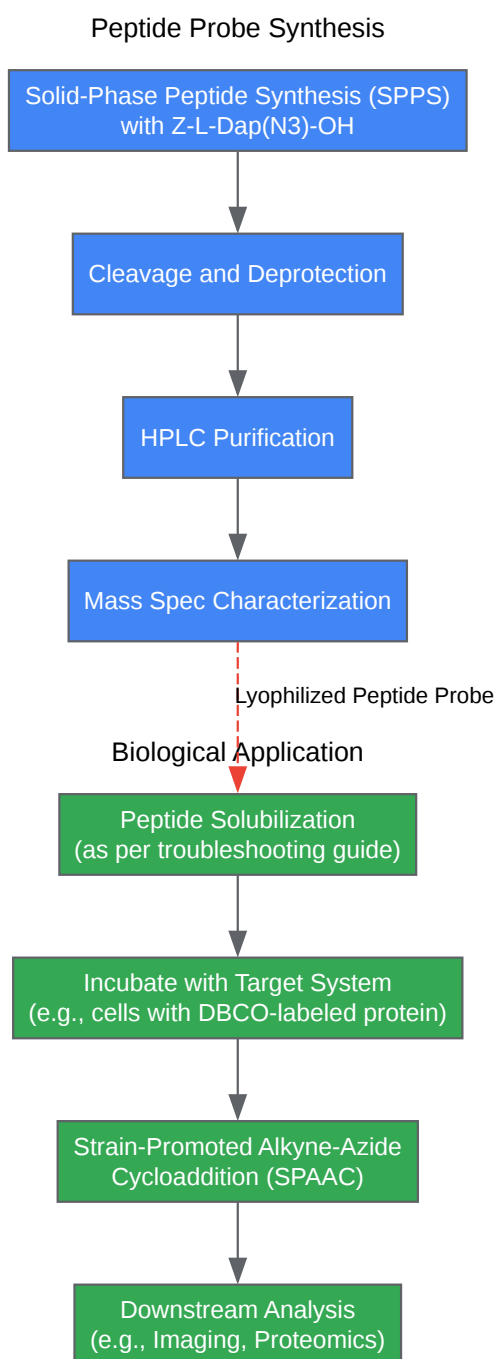 Peptide Probe Synthesis
Solid-Phase Peptide Synthesis (SPPS)
with Z-L-Dap(N3)-OH
Cleavage and Deprotection
HPLC Purification
Mass Spec Characterization
Lyophilized Peptide Probe
Biological Application
Peptide Solubilization
(as per troubleshooting guide)
Incubate with Target System
(e.g., cells with DBCO-labeled protein)
Strain-Promoted Alkyne-Azide
Cycloaddition (SPAAC)
Downstream Analysis
(e.g., Imaging, Proteomics)